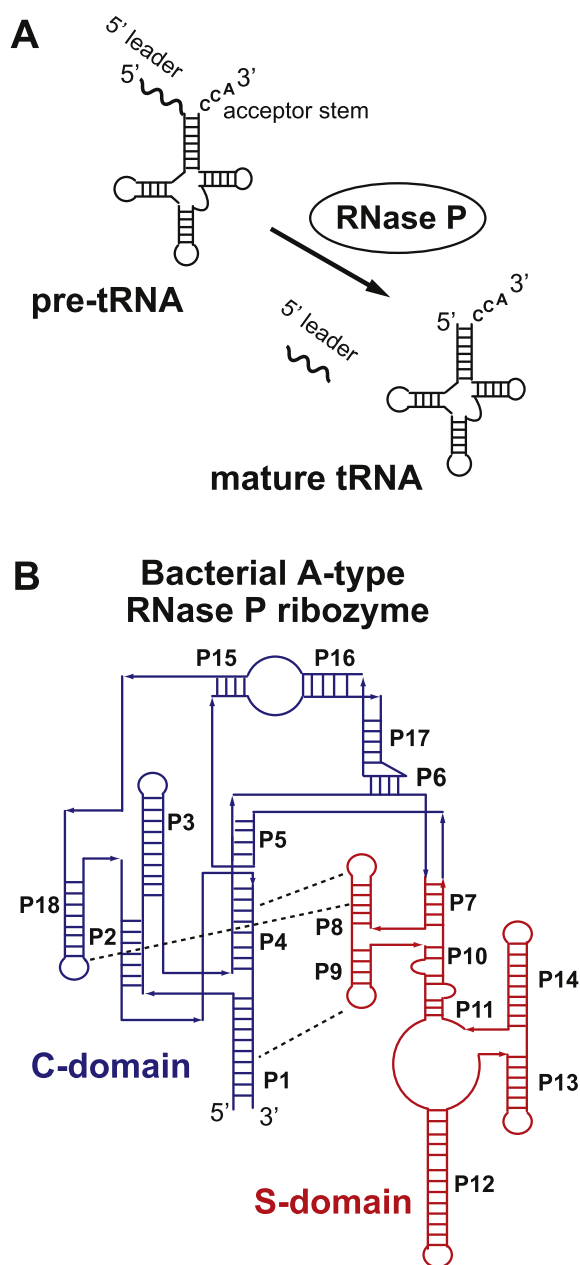 A
5’ leader
5’
C C A 3’
acceptor stem
RNase P
pre-tRNA
5’ leader
5’
C C A 3’
mature tRNA
B
Bacterial A-type
RNase P ribozyme
P15
P16
P17
P6
P3
P5
P18
P2
P4
P8
P7
P9
P10
P14
P11
C-domain
P1
P13
5’ 3’
P12
S-domain